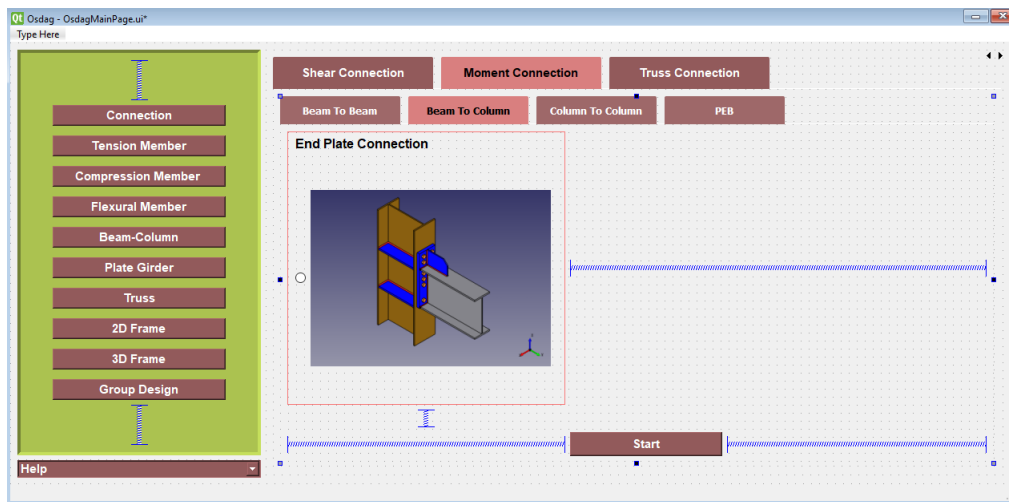 Qt Osdag - OsdagMainPage.ui*
Type Here
Connection
Tension Member
Compression Member
Flexural Member
Beam-Column
Plate Girder
Truss
2D Frame
3D Frame
Group Design
Help
Shear Connection
Moment Connection
Truss Connection
Beam To Beam
Beam To Column
Column To Column
PEB
End Plate Connection
Start